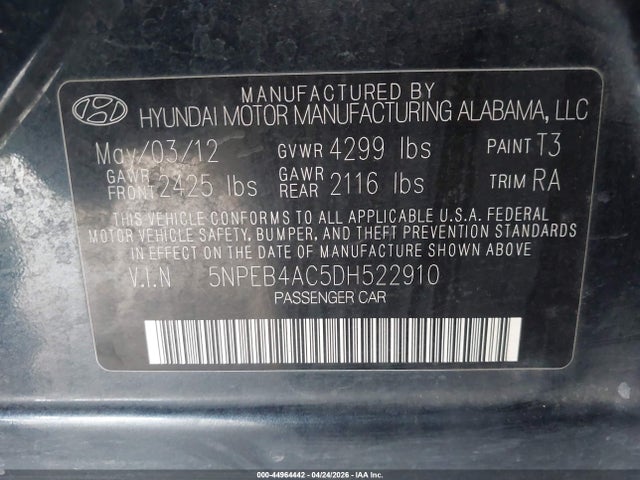 MANUFACTURED BY
HYUNDAI MOTOR MANUFACTURING ALABAMA, LLC
May/03/12 GVWR 4299 lbs PAINT T3
GAWR FRONT 2425 lbs GAWR REAR 2116 lbs TRIM RA
THIS VEHICLE CONFORMS TO ALL APPLICABLE U.S.A. FEDERAL
MOTOR VEHICLE SAFETY, BUMPER, AND THEFT PREVENTION STANDARDS
IN EFFECT ON THE DATE OF MANUFACTURE SHOWN ABOVE
V.I.N 5NPEB4AC5DH522910
PASSENGER CAR
000-44964442 - 04/24/2026 - IAA Inc.